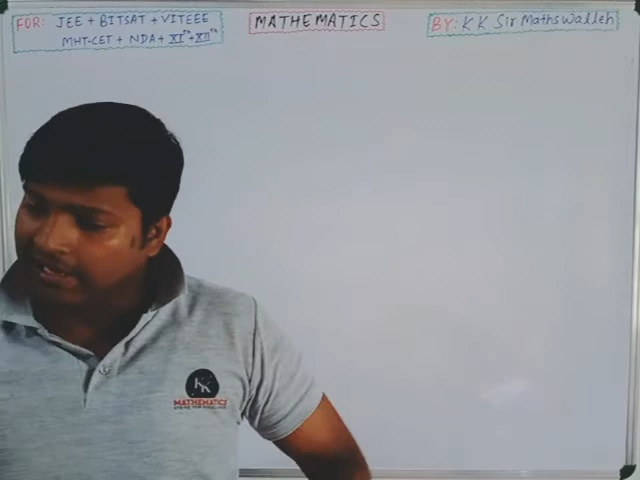 FOR: JEE + BITSAT + VITEEE
MHT-CET + NDA + XIth + XIIth
MATHEMATICS
BY: K K Sir Maths Walleh
KK
MATHEMATICS